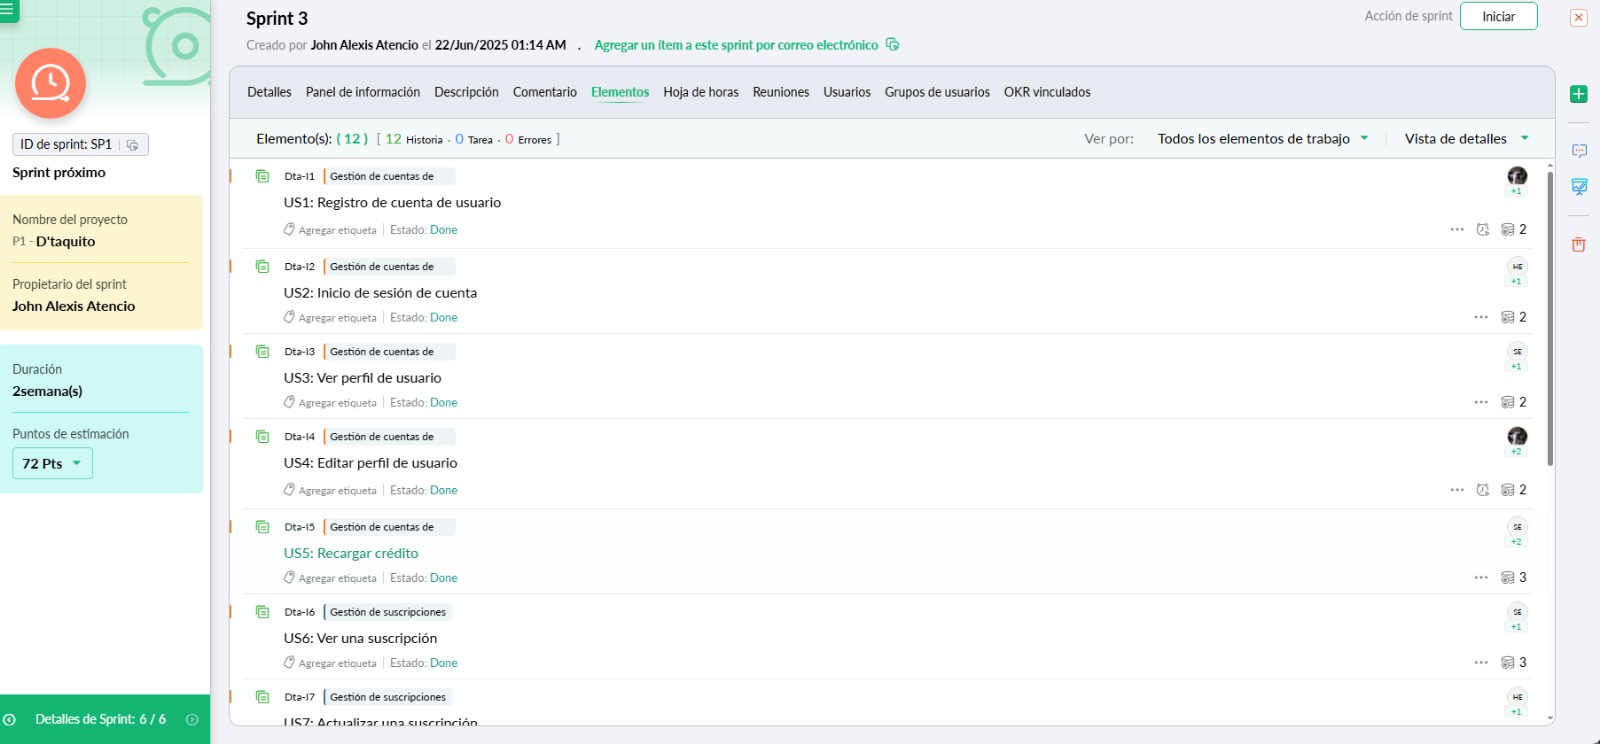 Sprint 3
Acción de sprint
Iniciar
Creado por John Alexis Atencio el 22/Jun/2025 01:14 AM . Agregar un ítem a este sprint por correo electrónico
ID de sprint: SP1
Sprint próximo
Nombre del proyecto
P1 - D'taquito
Propietario del sprint
John Alexis Atencio
Duración
2semana(s)
Puntos de estimación
72 Pts
Detalles de Sprint: 6 / 6
Detalles Panel de información Descripción Comentario Elementos Hoja de horas Reuniones Usuarios Grupos de usuarios OKR vinculados
Elemento(s): ( 12 ) [ 12 Historia · 0 Tarea · 0 Errores ]
Ver por: Todos los elementos de trabajo
Vista de detalles
Dta-I1 Gestión de cuentas de
US1: Registro de cuenta de usuario
+1
Agregar etiqueta Estado: Done
2
Dta-I2 Gestión de cuentas de
HE
US2: Inicio de sesión de cuenta
+1
Agregar etiqueta Estado: Done
2
Dta-I3 Gestión de cuentas de
SE
US3: Ver perfil de usuario
+1
Agregar etiqueta Estado: Done
2
Dta-I4 Gestión de cuentas de
US4: Editar perfil de usuario
+2
Agregar etiqueta Estado: Done
2
Dta-I5 Gestión de cuentas de
SE
US5: Recargar crédito
+2
Agregar etiqueta Estado: Done
3
Dta-I6 Gestión de suscripciones
SE
US6: Ver una suscripción
+1
Agregar etiqueta Estado: Done
3
Dta-I7 Gestión de suscripciones
HE
US7: Actualizar una suscripción
+1